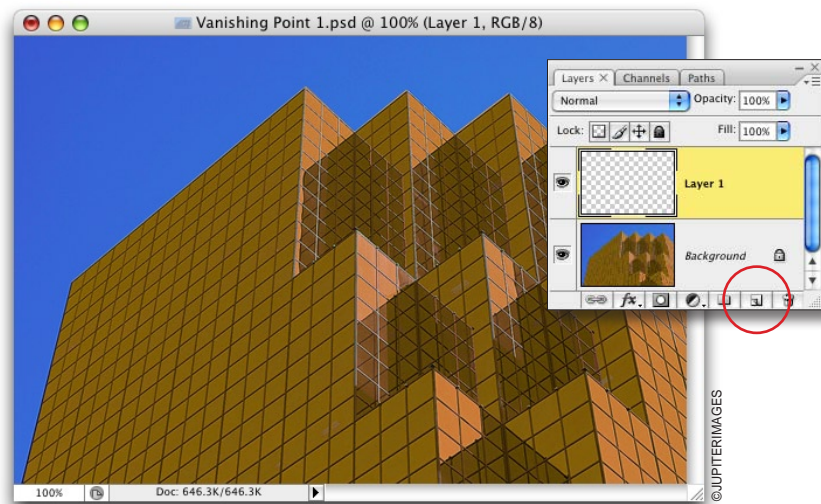 Vanishing Point 1.psd @ 100% (Layer 1, RGB/8)
Layers × Channels Paths
Normal Opacity: 100%
Lock: Fill: 100%
Layer 1
Background
fx.
100% Doc: 646.3K/646.3K
©JUPITERIMAGES